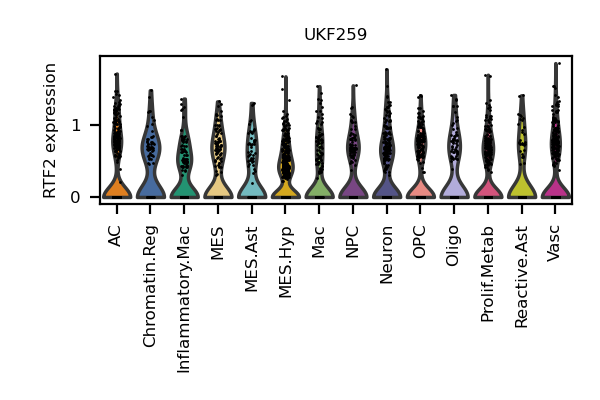 UKF259
RTF2 expression
1
0
AC
Chromatin.Reg
Inflammatory.Mac
MES
MES.Ast
MES.Hyp
Mac
NPC
Neuron
OPC
Oligo
Prolif.Metab
Reactive.Ast
Vasc